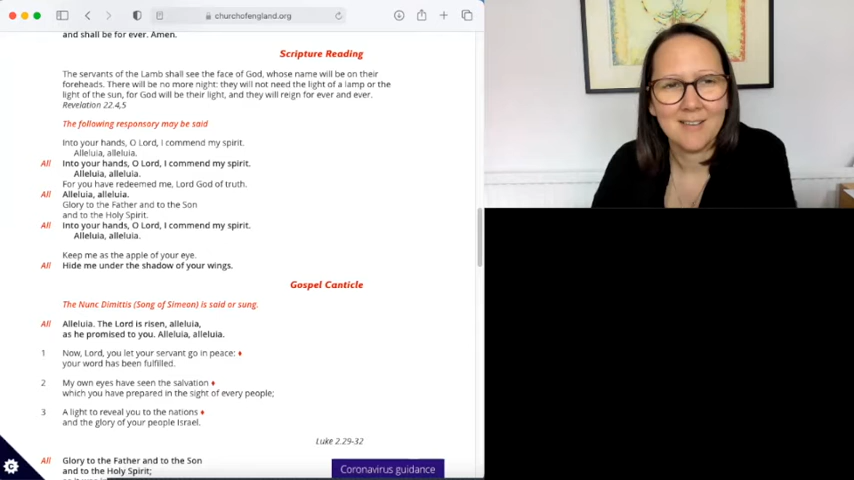 churchofengland.org
and shall be for ever. Amen.
Scripture Reading
The servants of the Lamb shall see the face of God, whose name will be on their
foreheads. There will be no more night: they will not need the light of a lamp or the
light of the sun, for God will be their light, and they will reign for ever and ever.
Revelation 22.4,5
The following responsory may be said
Into your hands, O Lord, I commend my spirit.
Alleluia, alleluia.
All Into your hands, O Lord, I commend my spirit.
Alleluia, alleluia.
For you have redeemed me, Lord God of truth.
All Alleluia, alleluia.
Glory to the Father and to the Son
and to the Holy Spirit.
All Into your hands, O Lord, I commend my spirit.
Alleluia, alleluia.
Keep me as the apple of your eye.
All Hide me under the shadow of your wings.
Gospel Canticle
The Nunc Dimittis (Song of Simeon) is said or sung.
All Alleluia. The Lord is risen, alleluia,
as he promised to you. Alleluia, alleluia.
1 Now, Lord, you let your servant go in peace: ♦
your word has been fulfilled.
2 My own eyes have seen the salvation ♦
which you have prepared in the sight of every people;
3 A light to reveal you to the nations ♦
and the glory of your people Israel.
Luke 2.29-32
All Glory to the Father and to the Son
and to the Holy Spirit;
Coronavirus guidance